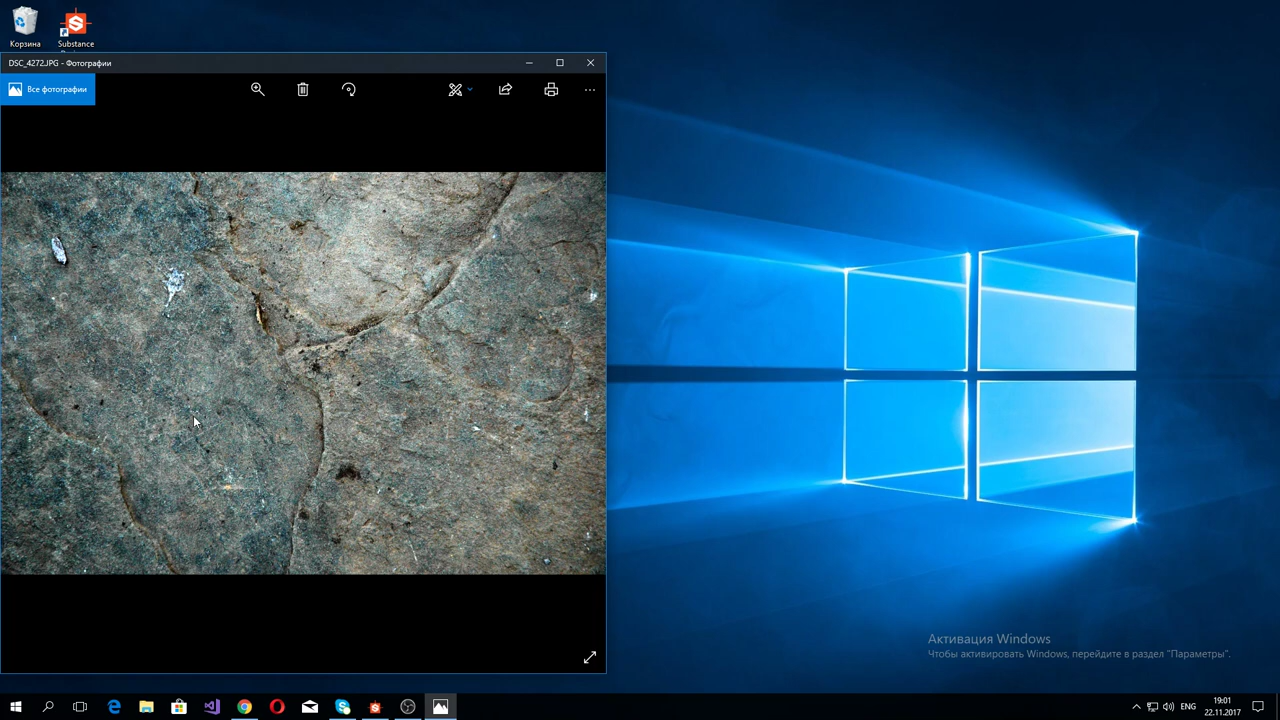 Корзина
Substance
DSC_4272.JPG - Фотографии
Все фотографии
Активация Windows
Чтобы активировать Windows, перейдите в раздел "Параметры".
ENG
19:01
22.11.2017